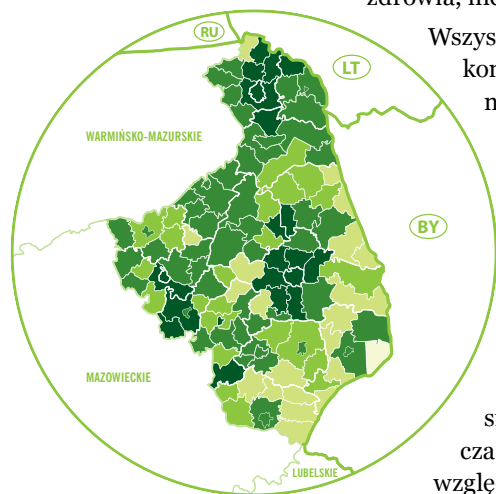 Wszys
kon
RU
LT
WARMIŃSKO-MAZURSKIE
BY
MAZOWIECKIE
LUBELSKIE
cza
wzglę